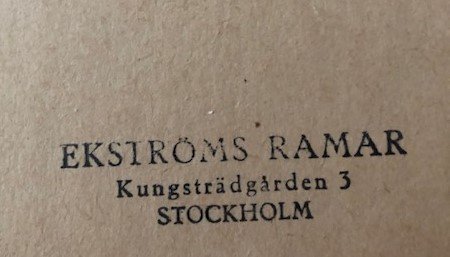 EKSTRÖMS RAMAR
Kungsträdgården 3
STOCKHOLM